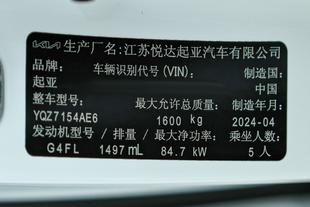 KIA 生产厂名:江苏悦达起亚汽车有限公司
品牌: 车辆识别代号(VIN): 制造国:
起亚 中国
整车型号: 最大允许总质量: 制造年月:
YQZ7154AE6 1600 kg 2024-04
发动机型号 / 排量 / 最大净功率: 乘坐人数:
G4FL 1497 mL 84.7 kW 5 人